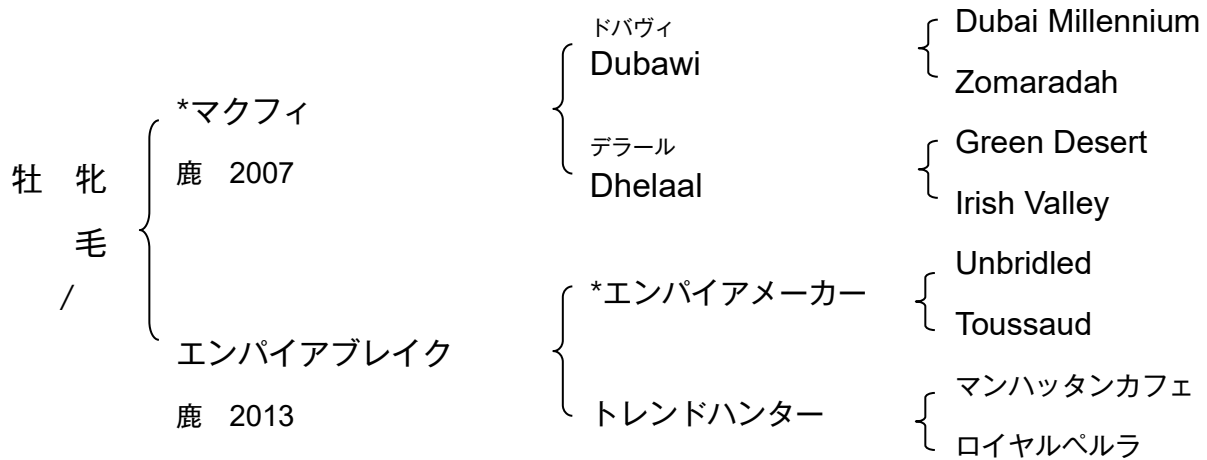 牡 牝
毛
/
*マクフィ
鹿 2007
エンパイアブレイク
鹿 2013
ドバヴィ
Dubawi
デラール
Dhelaal
*エンパイアメーカー
トレンドハンター
Dubai Millennium
Zomaradah
Green Desert
Irish Valley
Unbridled
Toussaud
マンハッタンカフェ
ロイヤルペルラ